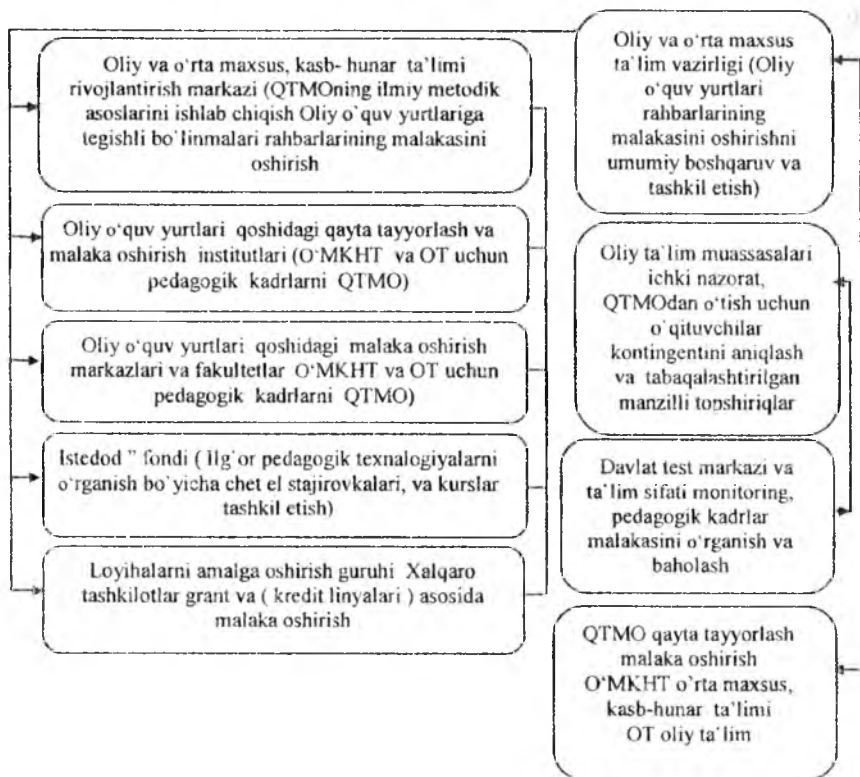 Oliy va o‘rta maxsus, kasb- hunar ta’limi
rivojlantirish markazi (QTMOning ilmiy metodik
asoslarini ishlab chiqish Oliy o`quv yurtlariga
tegishli bo`linmalari rahbarlarining malakasini
oshirish
Oliy o‘quv yurtlari qoshidagi qayta tayyorlash va
malaka oshirish institutlari (O‘MKHT va OT uchun
pedagogik kadrlarni QTMO)
Oliy o‘quv yurtlari qoshidagi malaka oshirish
markazlari va fakultetlar O‘MKHT va OT uchun
pedagogik kadrlarni QTMO)
Istedod ” fondi ( Ilg`or pedagogik texnalogiyalarni
o‘rganish bo`yicha chet el stajirovkalari, va kurslar
tashkil etish)
Loyihalarni amalga oshirish guruhi Xalqaro
tashkilotlar grant va ( kredit linyalari ) asosida
malaka oshirish
Oliy va o‘rta maxsus
ta’lim vazirligi (Oliy
o‘quv yurtlari
rahbarlarining
malakasini oshirishni
umumiy boshqaruv va
tashkil etish)
Oliy ta’lim muassasalari
ichki nazorat,
QTMOdan o‘tish uchun
o`qituvchilar
kontingentini aniqlash
va tabaqalashtirilgan
manzilli topshiriqlar
Davlat test markazi va
ta`lim sifati monitoring,
pedagogik kadrlar
malakasini o‘rganish va
baholash
QTMO qayta tayyorlash
malaka oshirish
O‘MKHT o`rta maxsus,
kasb-hunar ta`limi
OT oliy ta`lim